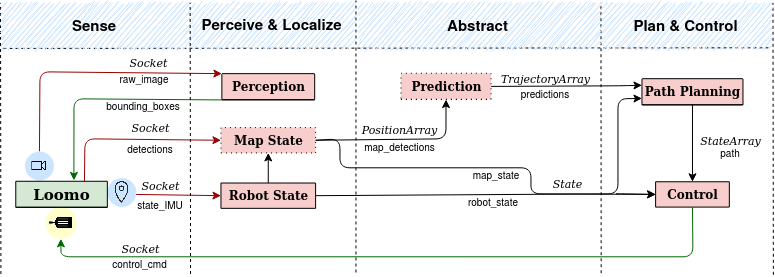 Sense
Perceive & Localize
Abstract
Plan & Control
Socket
raw_image
Perception
bounding_boxes
Prediction
TrajectoryArray
predictions
Path Planning
Socket
detections
Map State
PositionArray
map_detections
StateArray
path
map_state
Loomo
Socket
state_IMU
Robot State
State
robot_state
Control
Socket
control_cmd